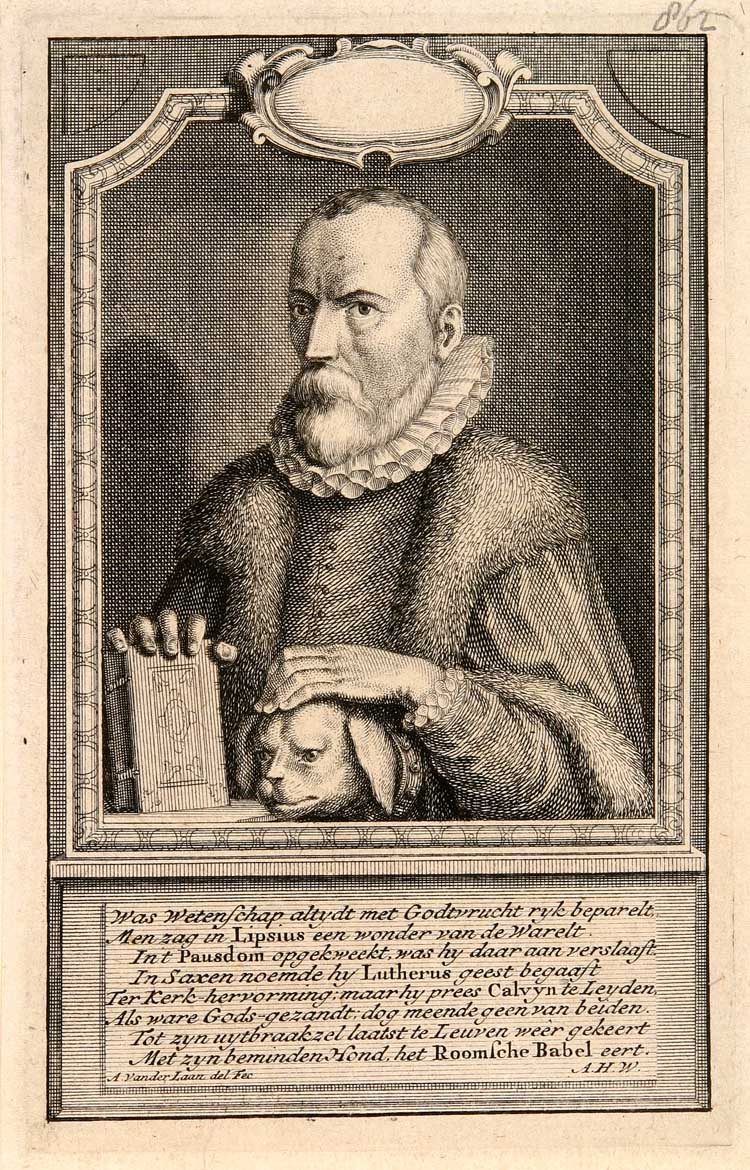 862
Was Wetenſchap altydt met Godtvrucht ryk beparelt,
Men zag in Lipsius een wonder van de Warelt.
In t Pausdom opgekweekt, was hy daar aan verslaaft.
In Saxen noemde hy Lutherus geest begaaft
Ter Kerk-hervorming; maar hy prees Calvyn te Leyden,
Als ware Gods-gezandt; dog meende geen van beiden.
Tot zyn uytbraakzel laatst te Leuven weer gekeert
Met zyn beminden Hond, het Roomſche Babel eert.
A Vander Laan del. Fec A. H. W.